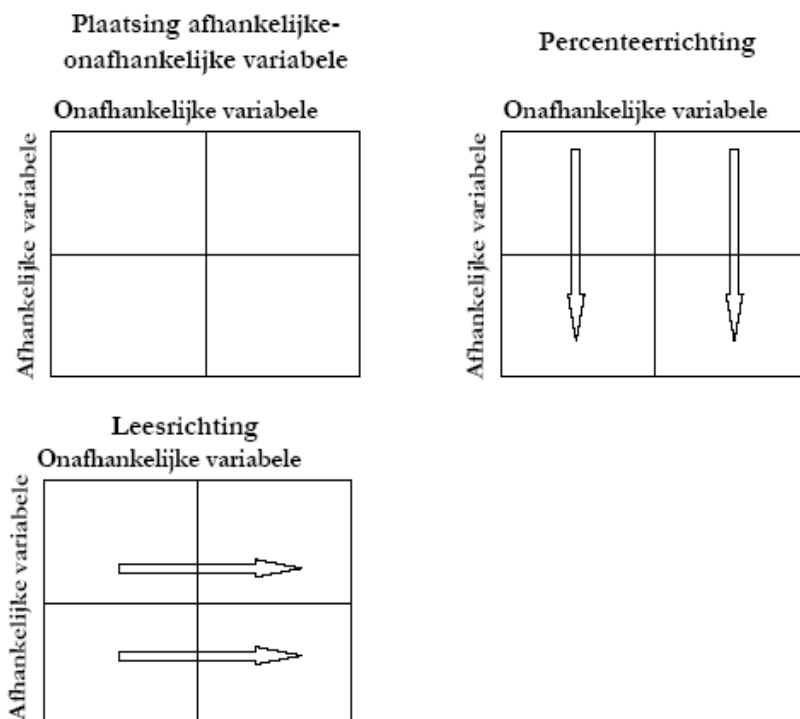 Plaatsing afhankelijke-
onafhankelijke variabele
Onafhankelijke variabele
Afhankelijke variabele
Percenteerrichting
Onafhankelijke variabele
Afhankelijke variabele
Leesrichting
Onafhankelijke variabele
Afhankelijke variabele